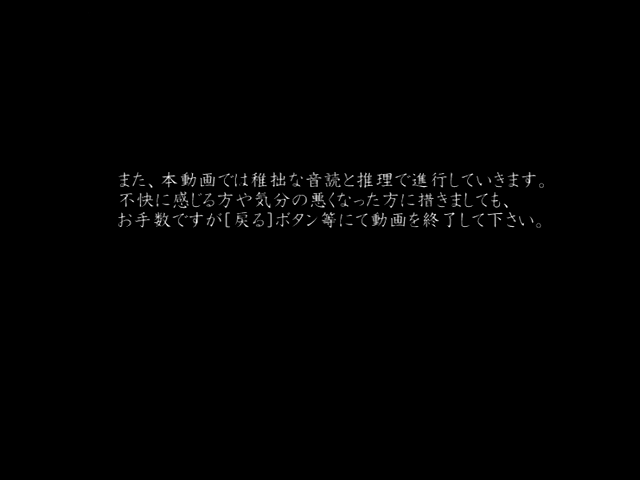 また、本動画では稚拙な音読と推理で進行していきます。
不快に感じる方や気分の悪くなった方に措きましても、
お手数ですが[戻る]ボタン等にて動画を終了して下さい。